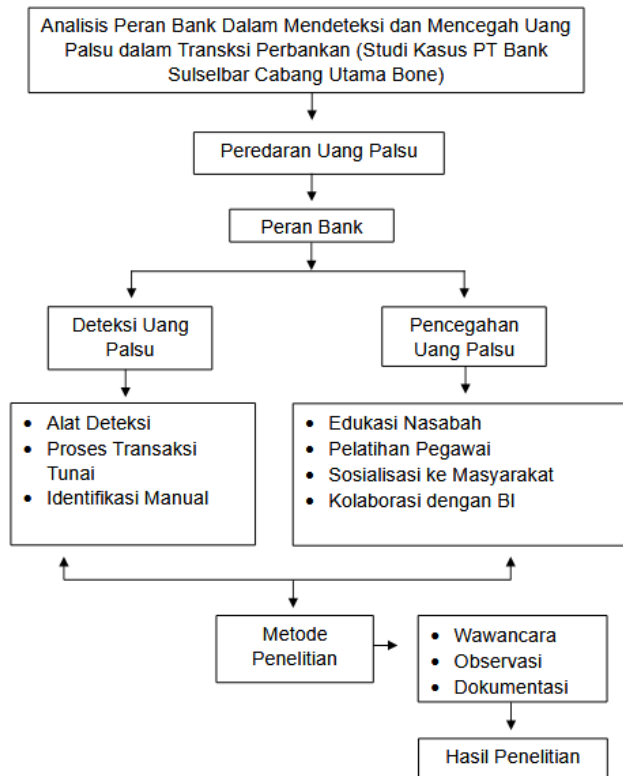 Analisis Peran Bank Dalam Mendeteksi dan Mencegah Uang
Palsu dalam Transksi Perbankan (Studi Kasus PT Bank
Sulselbar Cabang Utama Bone)
Peredaran Uang Palsu
Peran Bank
Deteksi Uang
Palsu
Pencegahan
Uang Palsu
• Alat Deteksi
• Proses Transaksi
Tunai
• Identifikasi Manual
• Edukasi Nasabah
• Pelatihan Pegawai
• Sosialisasi ke Masyarakat
• Kolaborasi dengan BI
Metode
Penelitian
• Wawancara
• Observasi
• Dokumentasi
Hasil Penelitian